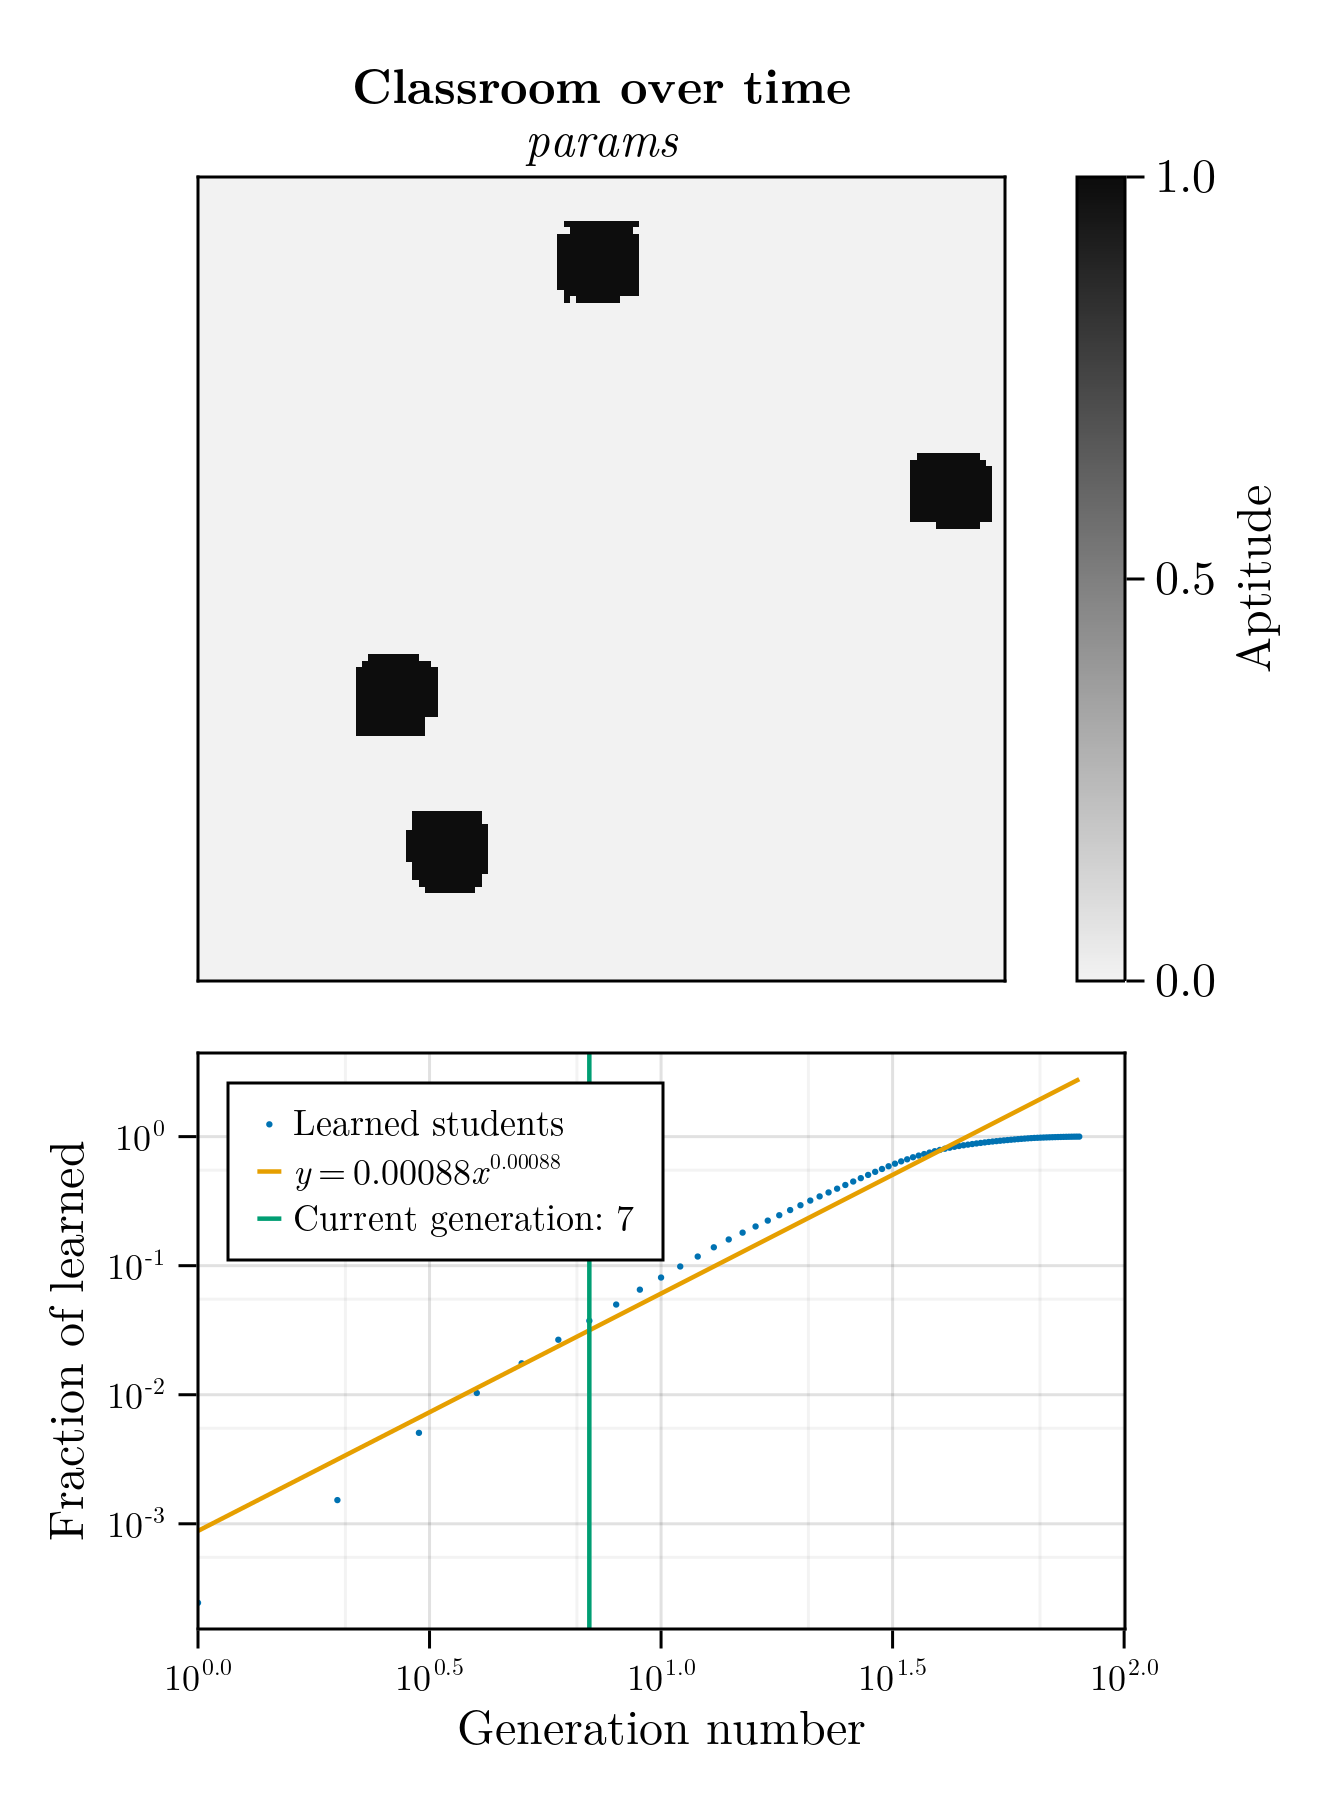 Classroom over time
params
1.0
0.5
0.0
Aptitude
Learned students
y = 0.00088x^0.00088
Current generation: 7
10^0
10^-1
10^-2
10^-3
Fraction of learned
10^0.0 10^0.5 10^1.0 10^1.5 10^2.0
Generation number